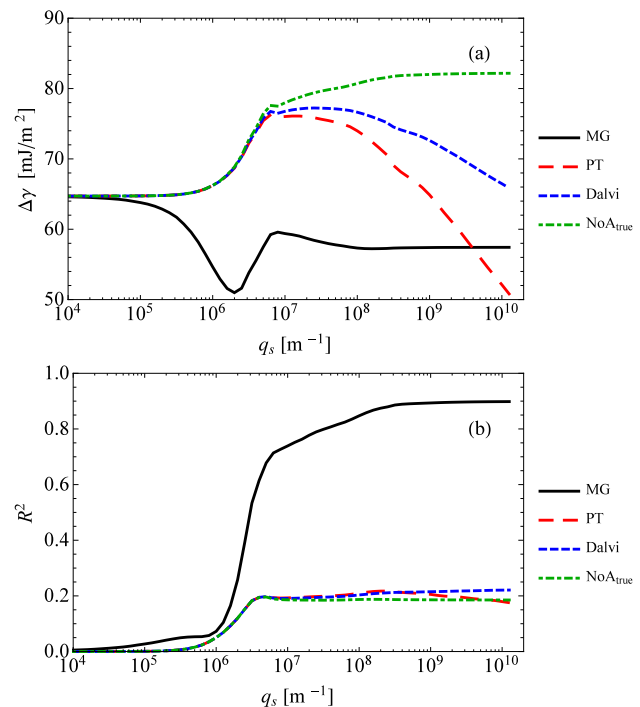 90
80
70
60
50
Δγ [mJ/m²]
(a)
10⁴ 10⁵ 10⁶ 10⁷ 10⁸ 10⁹ 10¹⁰
qₛ [m⁻¹]
MG
PT
Dalvi
NoA_true
1.0
0.8
0.6
0.4
0.2
0.0
R²
(b)
10⁴ 10⁵ 10⁶ 10⁷ 10⁸ 10⁹ 10¹⁰
qₛ [m⁻¹]
MG
PT
Dalvi
NoA_true